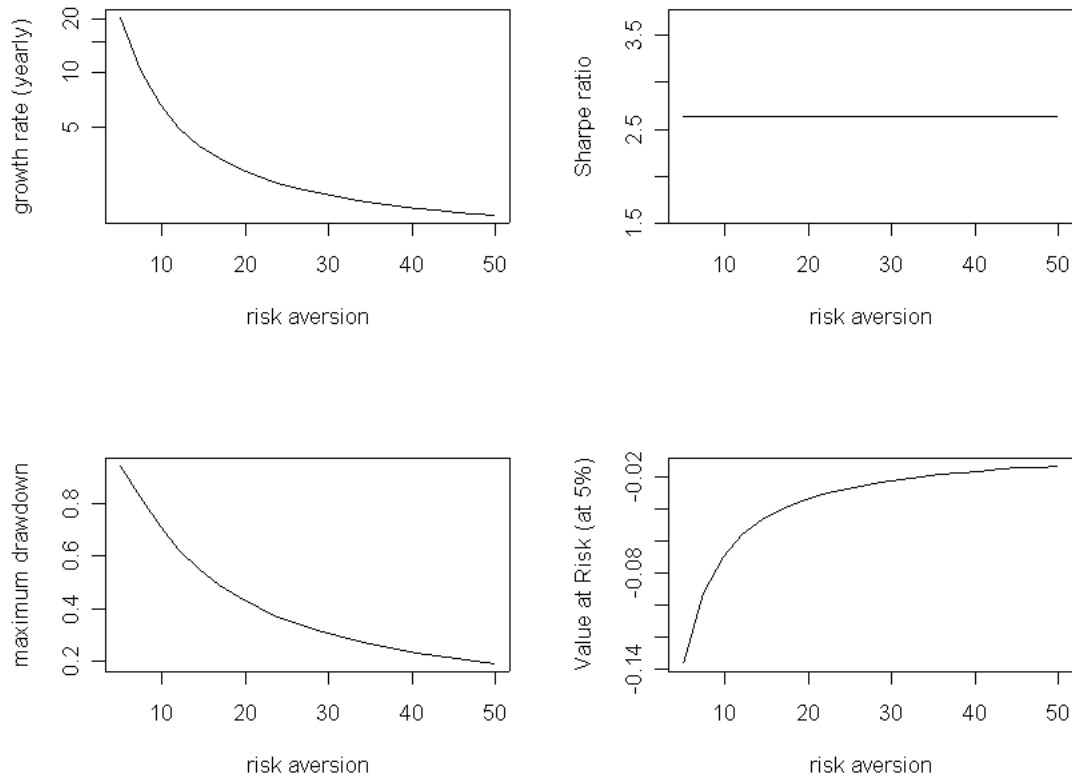 growth rate (yearly)
20
10
5
10 20 30 40 50
risk aversion
Sharpe ratio
3.5
2.5
1.5
10 20 30 40 50
risk aversion
maximum drawdown
0.8
0.6
0.4
0.2
10 20 30 40 50
risk aversion
Value at Risk (at 5%)
-0.02
-0.08
-0.14
10 20 30 40 50
risk aversion